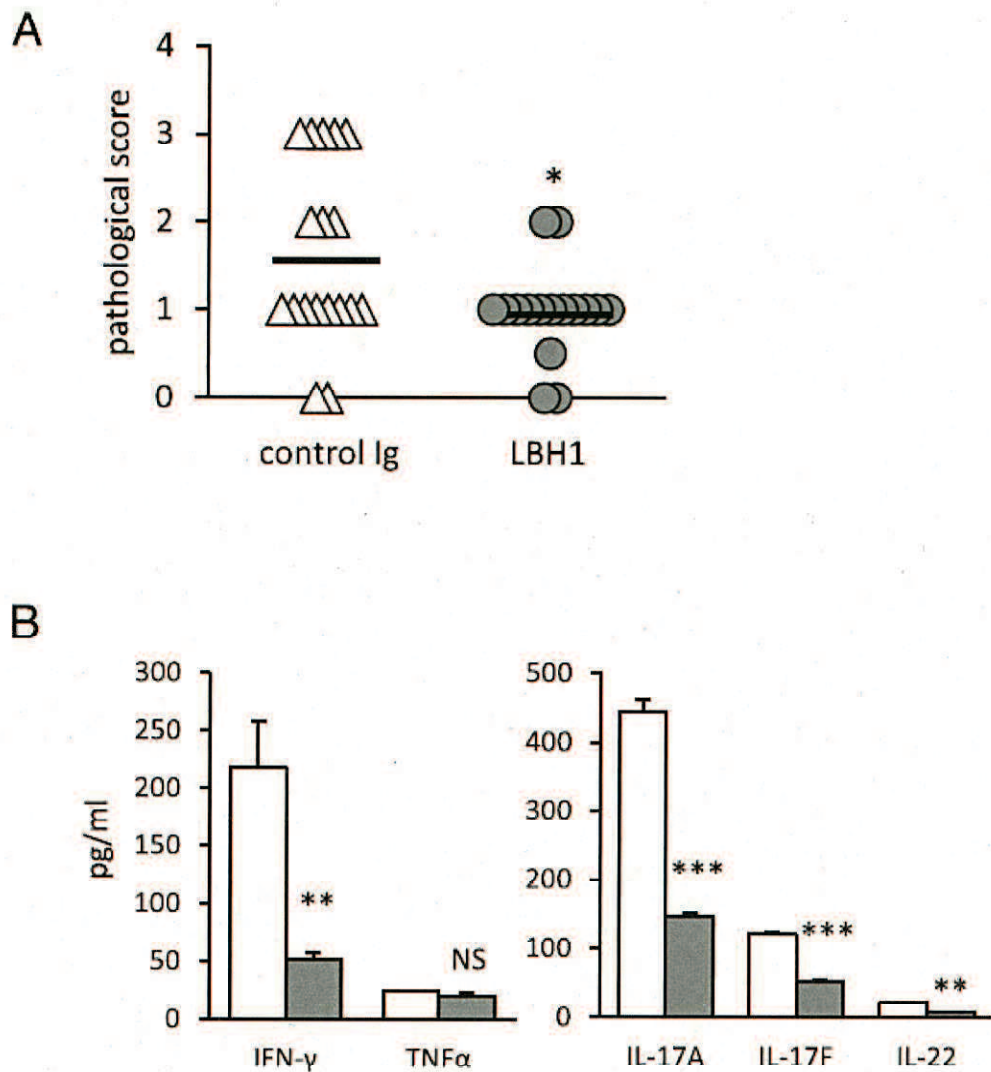 A
pathological score
4
3
2
1
0
*
control Ig
LBH1
B
pg/ml
300
250
200
150
100
50
0
**
NS
IFN-γ
TNFα
500
400
300
200
100
0
***
***
**
IL-17A
IL-17F
IL-22